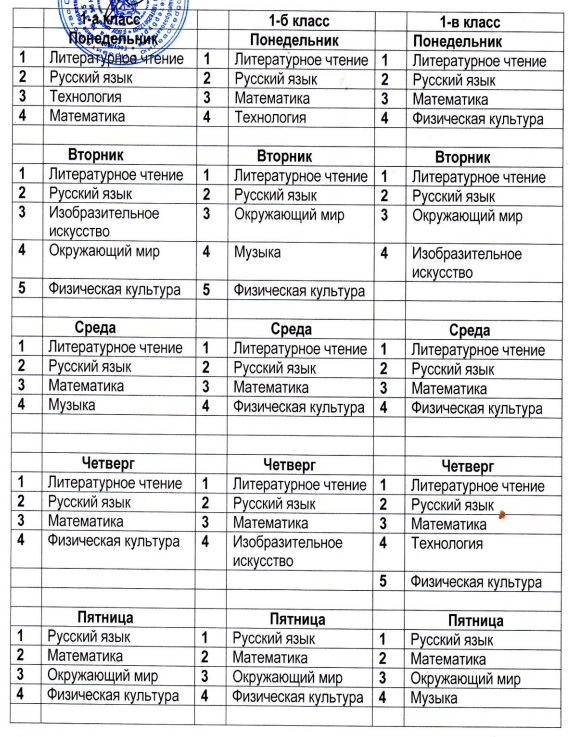 1-а класс 1-б класс 1-в класс
Понедельник Понедельник Понедельник
1 Литературное чтение 1 Литературное чтение 1 Литературное чтение
2 Русский язык 2 Русский язык 2 Русский язык
3 Технология 3 Математика 3 Математика
4 Математика 4 Технология 4 Физическая культура
Вторник Вторник Вторник
1 Литературное чтение 1 Литературное чтение 1 Литературное чтение
2 Русский язык 2 Русский язык 2 Русский язык
3 Изобразительное 3 Окружающий мир 3 Окружающий мир
искусство
4 Окружающий мир 4 Музыка 4 Изобразительное
искусство
5 Физическая культура 5 Физическая культура
Среда Среда Среда
1 Литературное чтение 1 Литературное чтение 1 Литературное чтение
2 Русский язык 2 Русский язык 2 Русский язык
3 Математика 3 Математика 3 Математика
4 Музыка 4 Физическая культура 4 Физическая культура
Четверг Четверг Четверг
1 Литературное чтение 1 Литературное чтение 1 Литературное чтение
2 Русский язык 2 Русский язык 2 Русский язык
3 Математика 3 Математика 3 Математика
4 Физическая культура 4 Изобразительное 4 Технология
искусство
5 Физическая культура
Пятница Пятница Пятница
1 Русский язык 1 Русский язык 1 Русский язык
2 Математика 2 Математика 2 Математика
3 Окружающий мир 3 Окружающий мир 3 Окружающий мир
4 Физическая культура 4 Физическая культура 4 Музыка